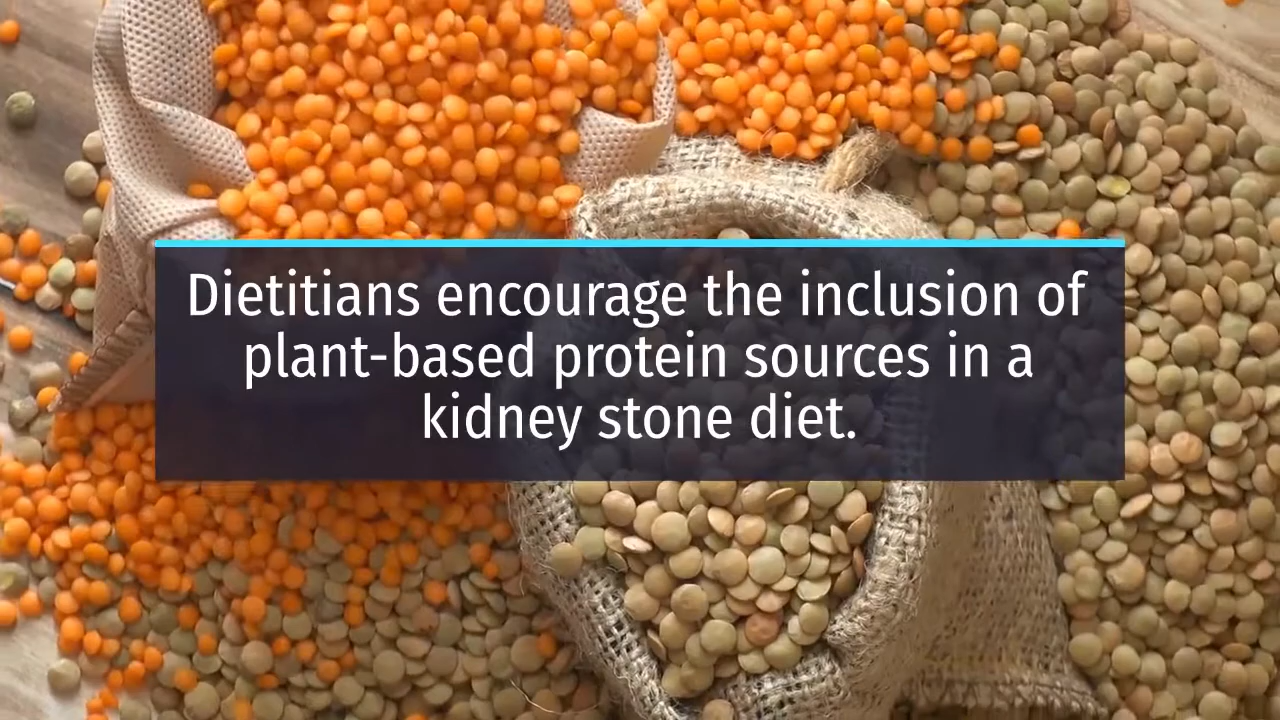 Dietitians encourage the inclusion of
plant-based protein sources in a
kidney stone diet.